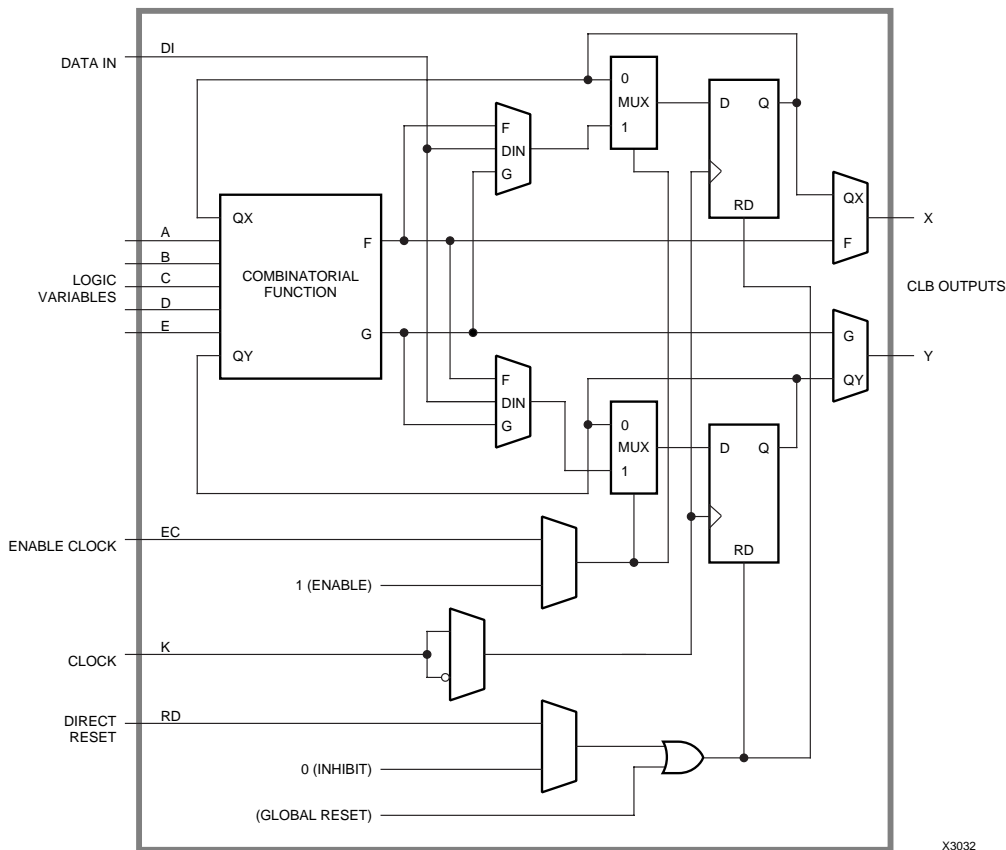 DATA IN
DI
0
MUX
1
D
Q
RD
F
DIN
G
QX
F
X
QX
A
B
C
D
E
QY
LOGIC
VARIABLES
COMBINATORIAL
FUNCTION
F
G
CLB OUTPUTS
G
QY
Y
F
DIN
G
0
MUX
1
D
Q
RD
ENABLE CLOCK
EC
1 (ENABLE)
CLOCK
K
DIRECT
RESET
RD
0 (INHIBIT)
(GLOBAL RESET)
X3032